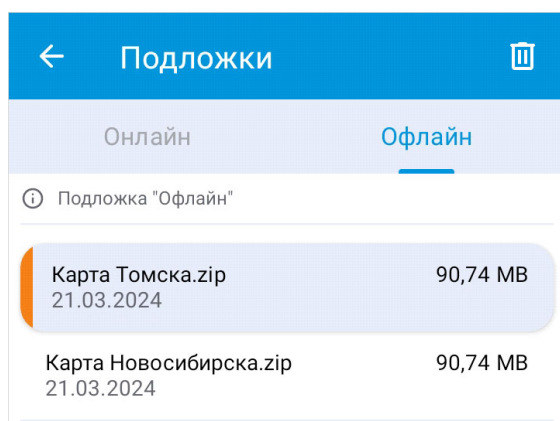 Подложки
Онлайн Офлайн
Подложка "Офлайн"
Карта Томска.zip 90,74 MB
21.03.2024
Карта Новосибирска.zip 90,74 MB
21.03.2024